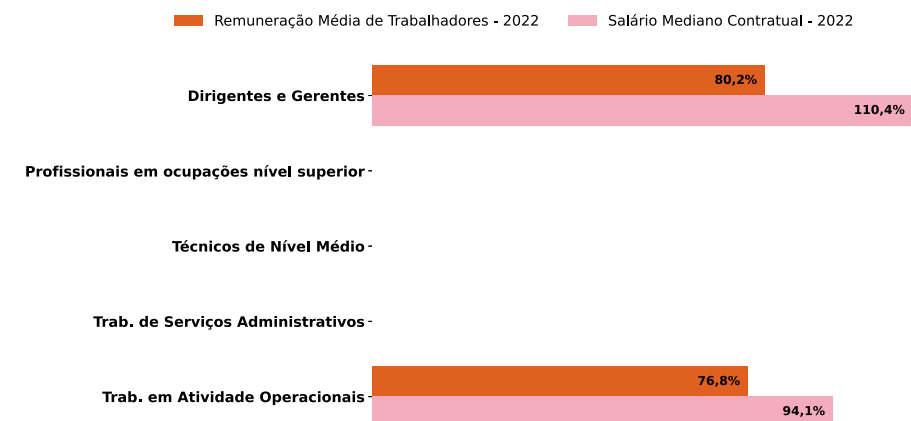 Remuneração Média de Trabalhadores - 2022 Salário Mediano Contratual - 2022
Dirigentes e Gerentes
80,2%
110,4%
Profissionais em ocupações nível superior
Técnicos de Nível Médio
Trab. de Serviços Administrativos
Trab. em Atividade Operacionais
76,8%
94,1%